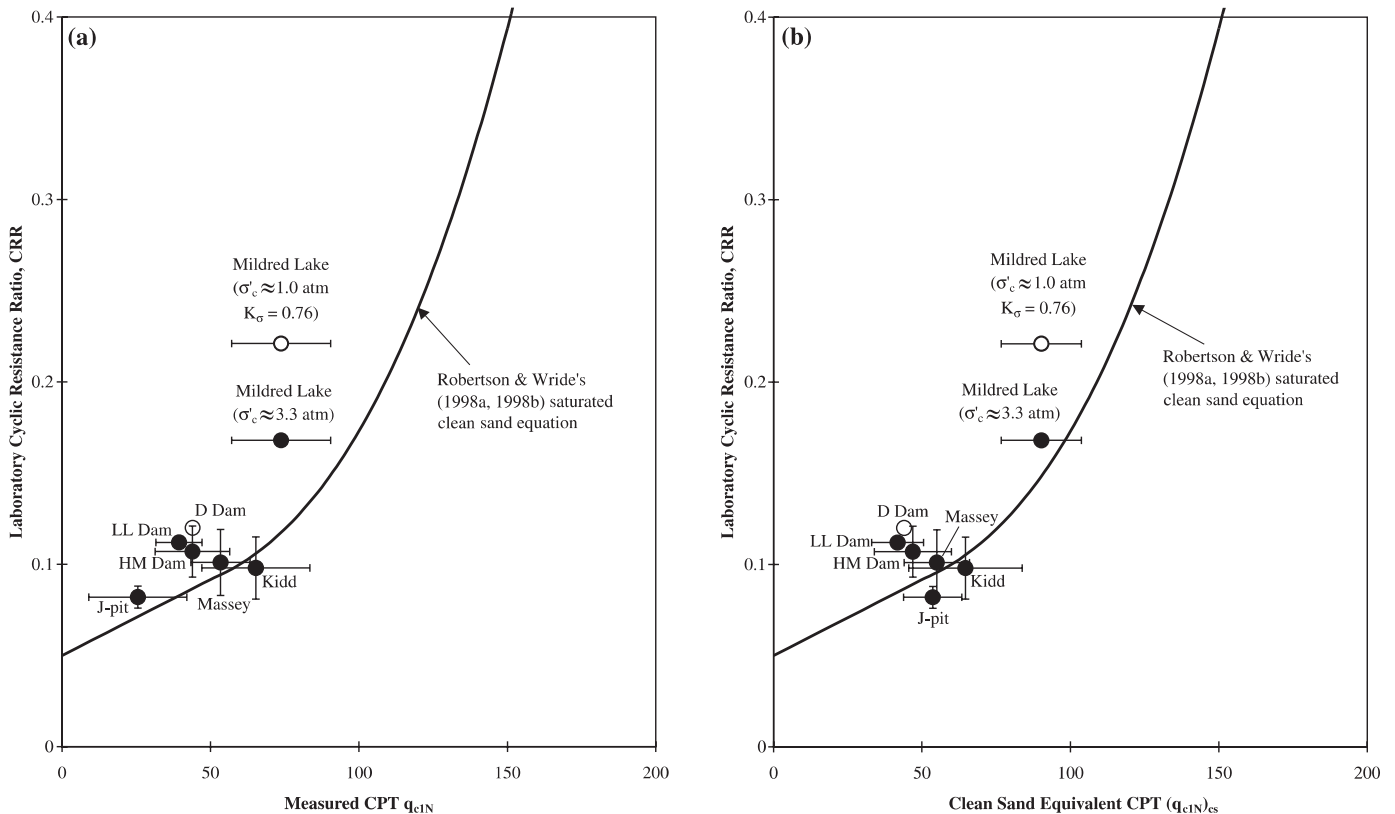 (a)
0.4
0.3
0.2
0.1
0
Laboratory Cyclic Resistance Ratio, CRR
Mildred Lake
(σ'c ≈ 1.0 atm
Kσ = 0.76)
Mildred Lake
(σ'c ≈ 3.3 atm)
Robertson & Wride's
(1998a, 1998b) saturated
clean sand equation
D Dam
LL Dam
HM Dam
Kidd
J-pit
Massey
0
50
100
150
200
Measured CPT qc1N
(b)
0.4
0.3
0.2
0.1
0
Laboratory Cyclic Resistance Ratio, CRR
Mildred Lake
(σ'c ≈ 1.0 atm
Kσ = 0.76)
Robertson & Wride's
(1998a, 1998b) saturated
clean sand equation
Mildred Lake
(σ'c ≈ 3.3 atm)
D Dam
Massey
LL Dam
HM Dam
Kidd
J-pit
0
50
100
150
200
Clean Sand Equivalent CPT (qc1N)cs